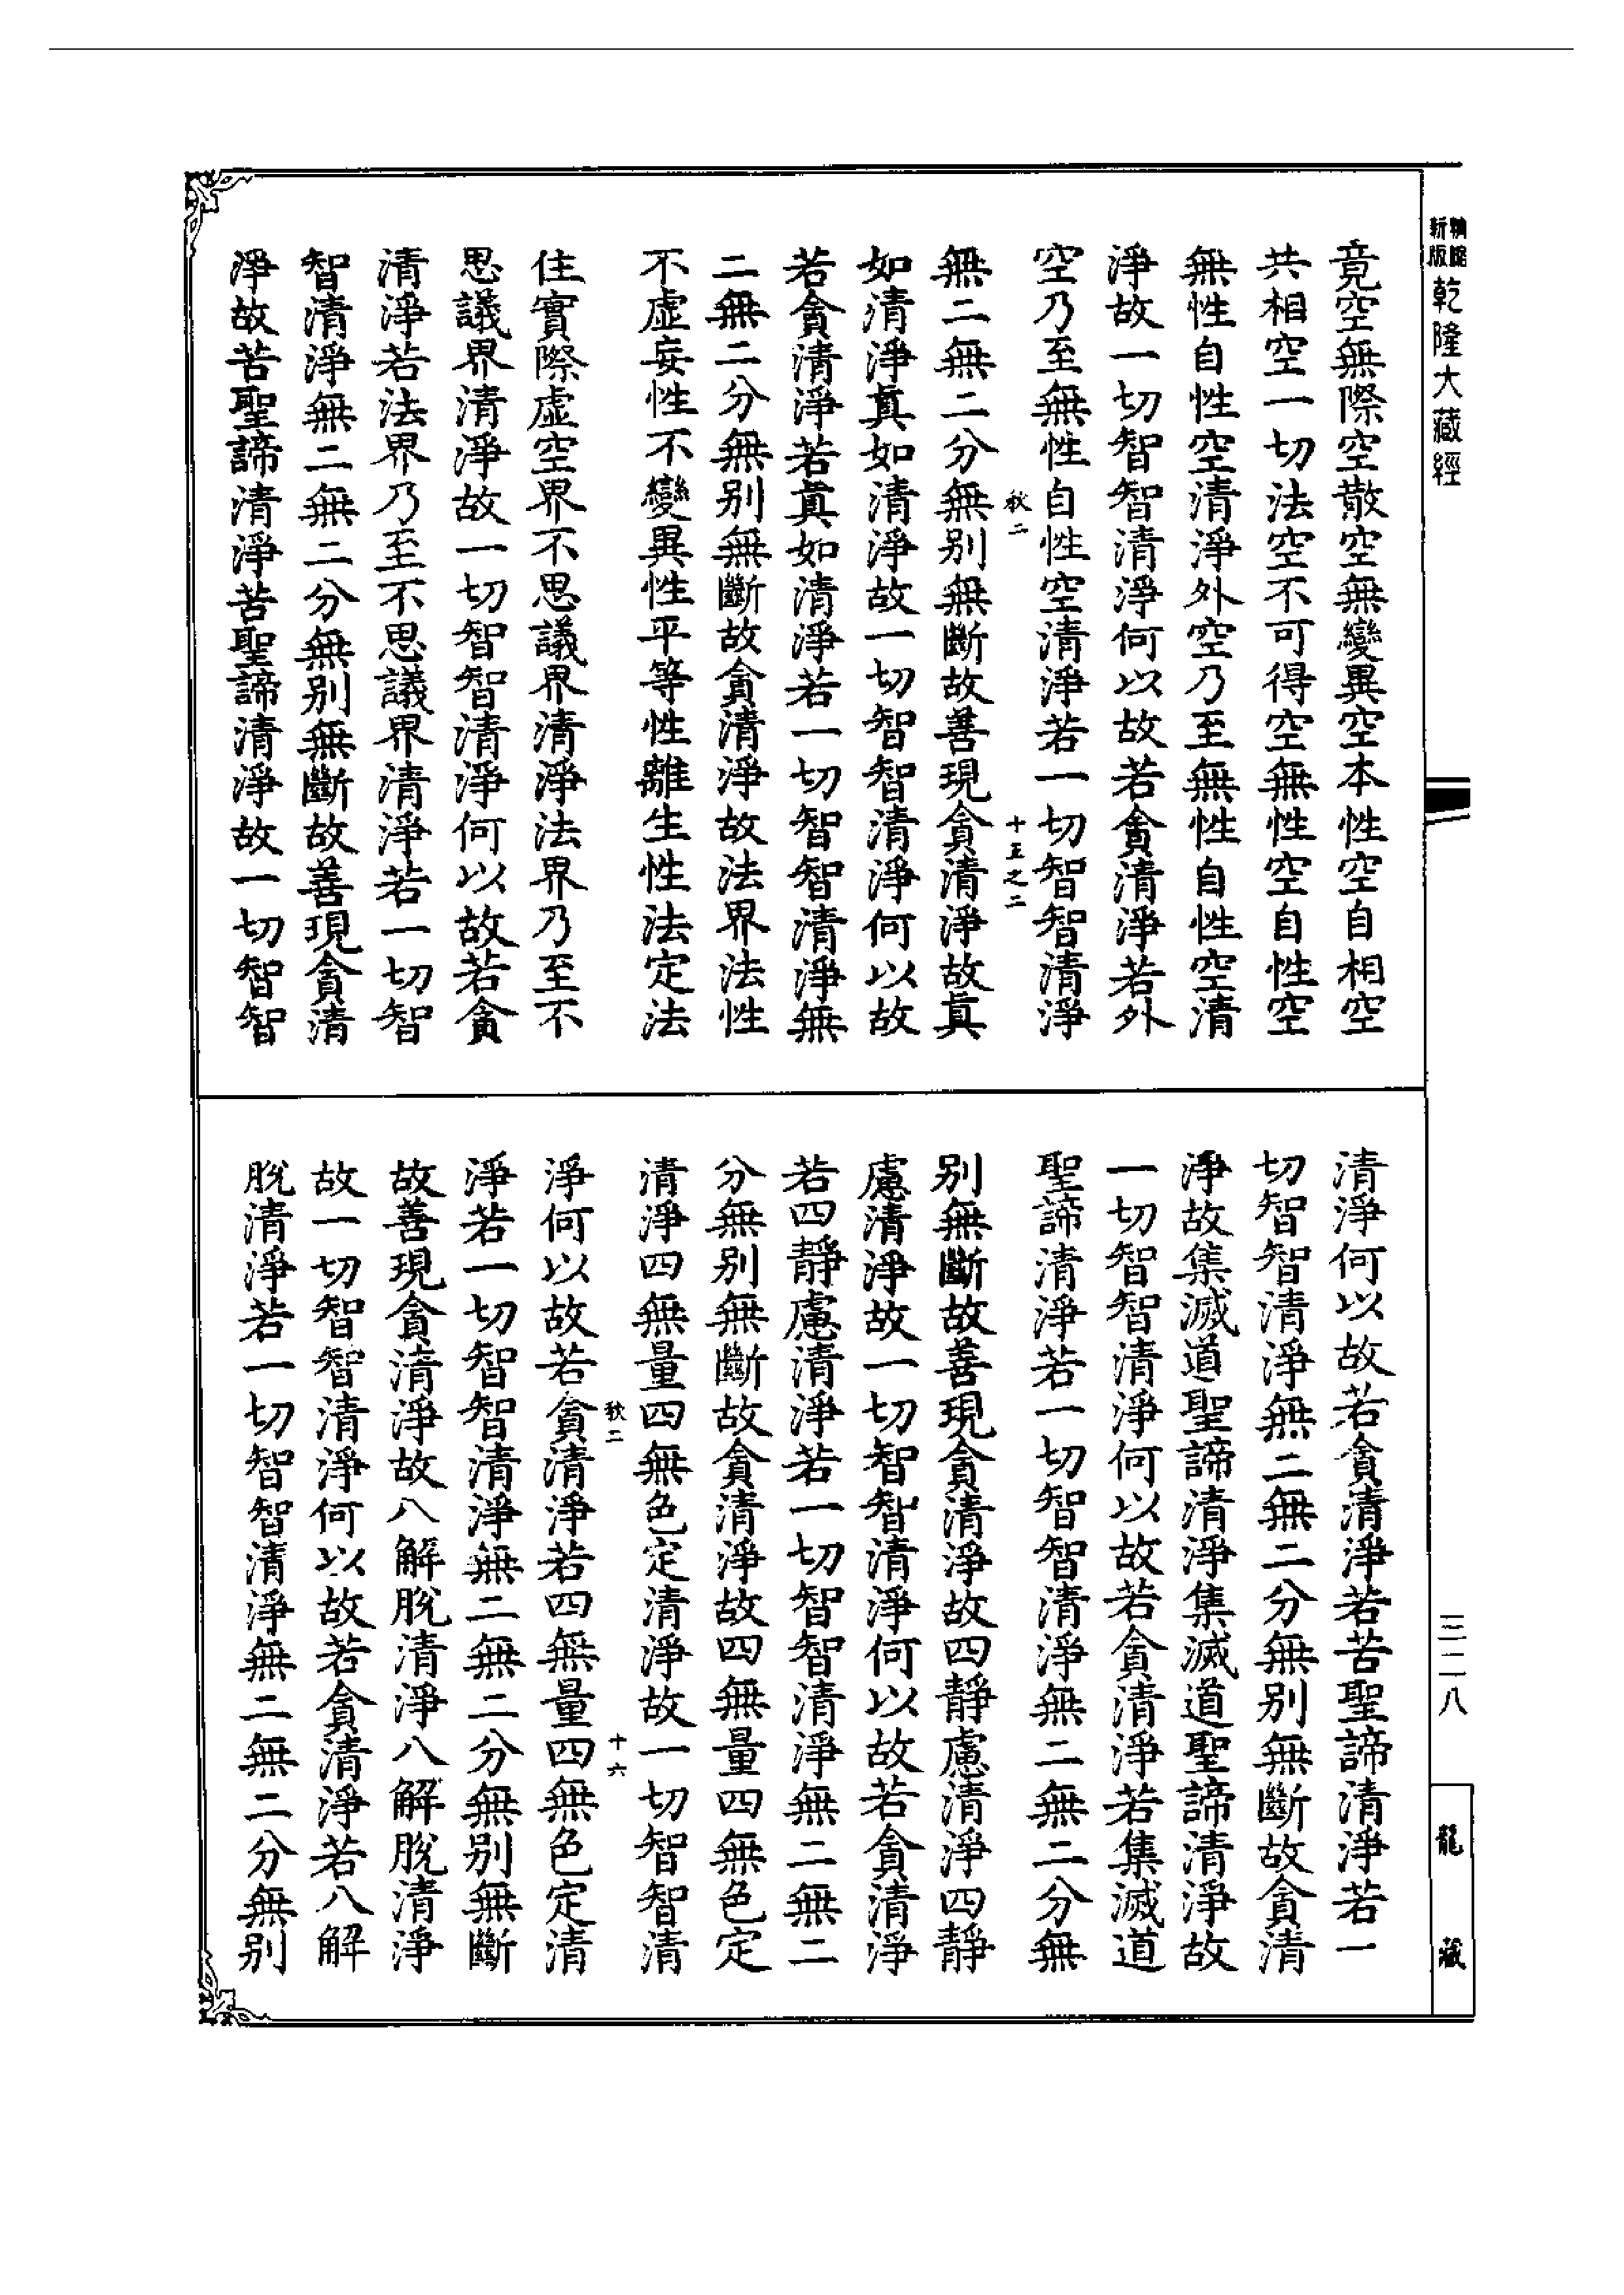 新版
精縮
乾隆大藏經
竟空無際空散空無變異空本性空自相空
共相空一切法空不可得空無性空自性空
無性自性空清淨外空乃至無性自性空清
淨故一切智智清淨何以故若貪清淨若外
空乃至無性自性空清淨若一切智智清淨
秋二
十五之二
無二無二分無別無斷故善現貪清淨故真
如清淨真如清淨故一切智智清淨何以故
若貪清淨若真如清淨若一切智智清淨無
二無二分無別無斷故貪清淨故法界法性
不虛妄性不變異性平等性離生性法定法
住實際虛空界不思議界清淨法界乃至不
思議界清淨故一切智智清淨何以故若貪
清淨若法界乃至不思議界清淨若一切智
智清淨無二無二分無別無斷故善現貪清
淨故苦聖諦清淨苦聖諦清淨故一切智智
清淨何以故若貪清淨若苦聖諦清淨若一
切智智清淨無二無二分無別無斷故貪清
淨故集滅道聖諦清淨集滅道聖諦清淨故
一切智智清淨何以故若貪清淨若集滅道
聖諦清淨若一切智智清淨無二無二分無
別無斷故善現貪清淨故四靜慮清淨四靜
慮清淨故一切智智清淨何以故若貪清淨
若四靜慮清淨若一切智智清淨無二無二
分無別無斷故貪清淨故四無量四無色定
清淨四無量四無色定清淨故一切智智清
秋二
十六
淨何以故若貪清淨若四無量四無色定清
淨若一切智智清淨無二無二分無別無斷
故善現貪清淨故八解脫清淨八解脫清淨
故一切智智清淨何以故若貪清淨若八解
脫清淨若一切智智清淨無二無二分無別
三二八
龍藏